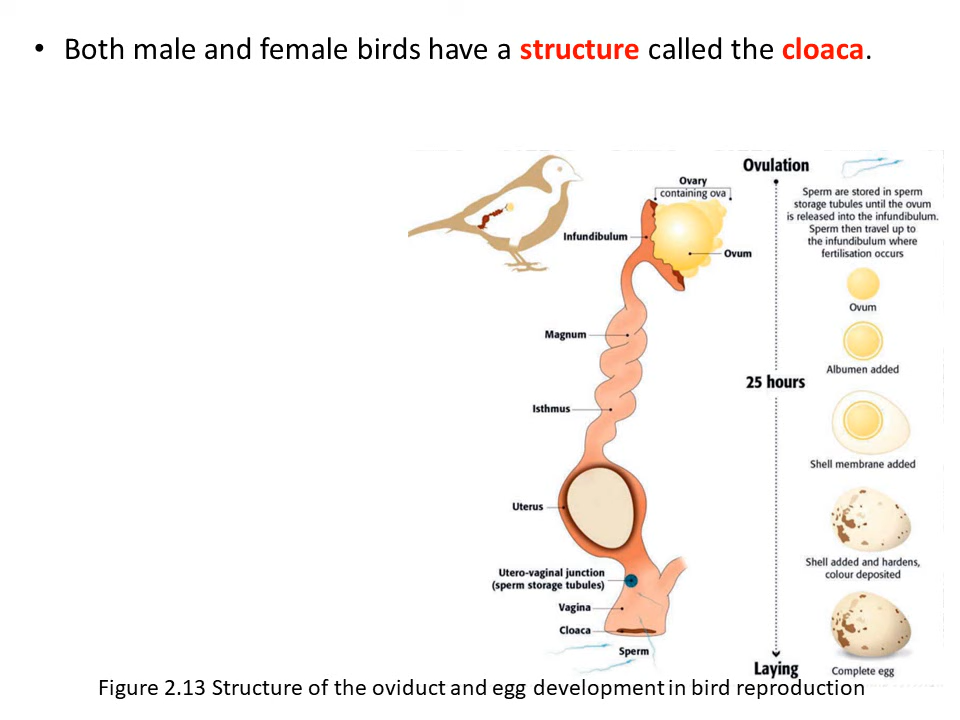 • Both male and female birds have a structure called the cloaca.
Ovulation
Ovary
containing ova
Infundibulum
Ovum
Sperm are stored in sperm
storage tubules until the ovum
is released into the infundibulum.
Sperm then travel up to
the infundibulum where
fertilisation occurs
Ovum
Magnum
Albumen added
25 hours
Isthmus
Shell membrane added
Uterus
Shell added and hardens,
colour deposited
Utero-vaginal junction
(sperm storage tubules)
Vagina
Cloaca
Sperm
Laying
Complete egg
Figure 2.13 Structure of the oviduct and egg development in bird reproduction